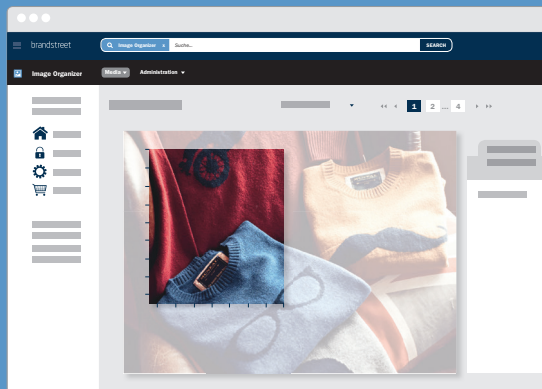 brandstreet
Image Organizer x Suche... SEARCH
Image Organizer Media Administration
1 2 ... 4